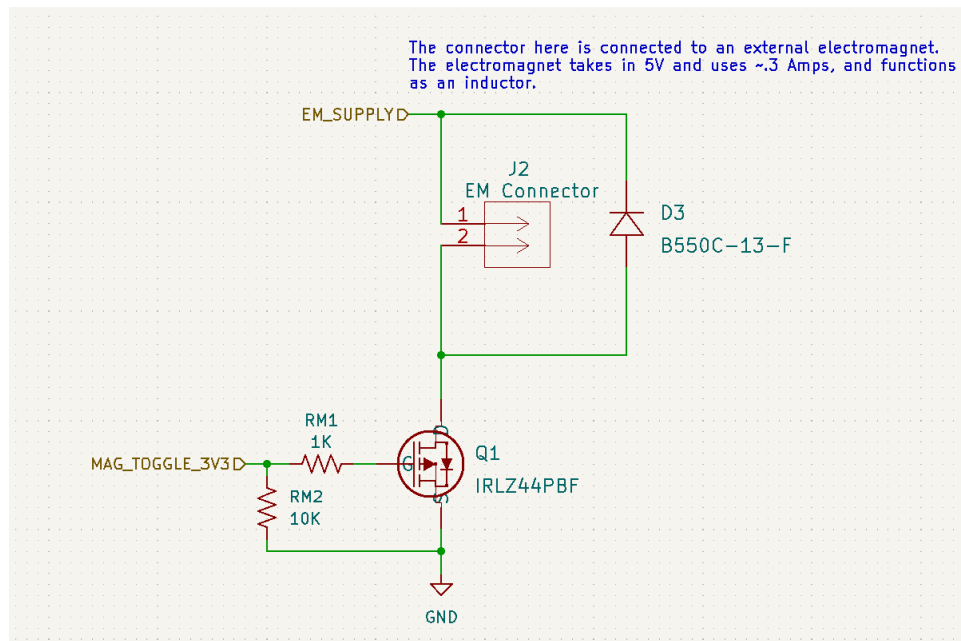 The connector here is connected to an external electromagnet.
The electromagnet takes in 5V and uses ~.3 Amps, and functions
as an inductor.
EM_SUPPLY
J2
EM Connector
1
2
D3
B550C-13-F
RM1
1K
D
MAG_TOGGLE_3V3
G
Q1
IRLZ44PBF
S
RM2
10K
GND